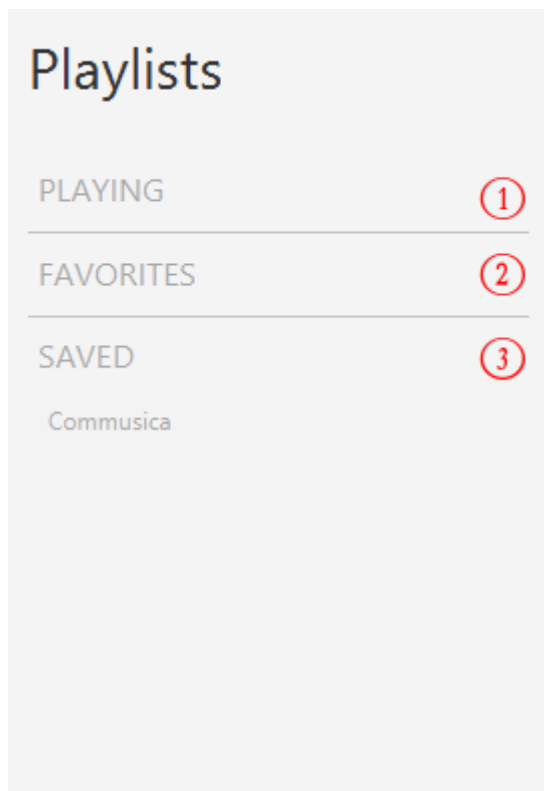 Playlists
PLAYING
1
FAVORITES
2
SAVED
3
Commusica